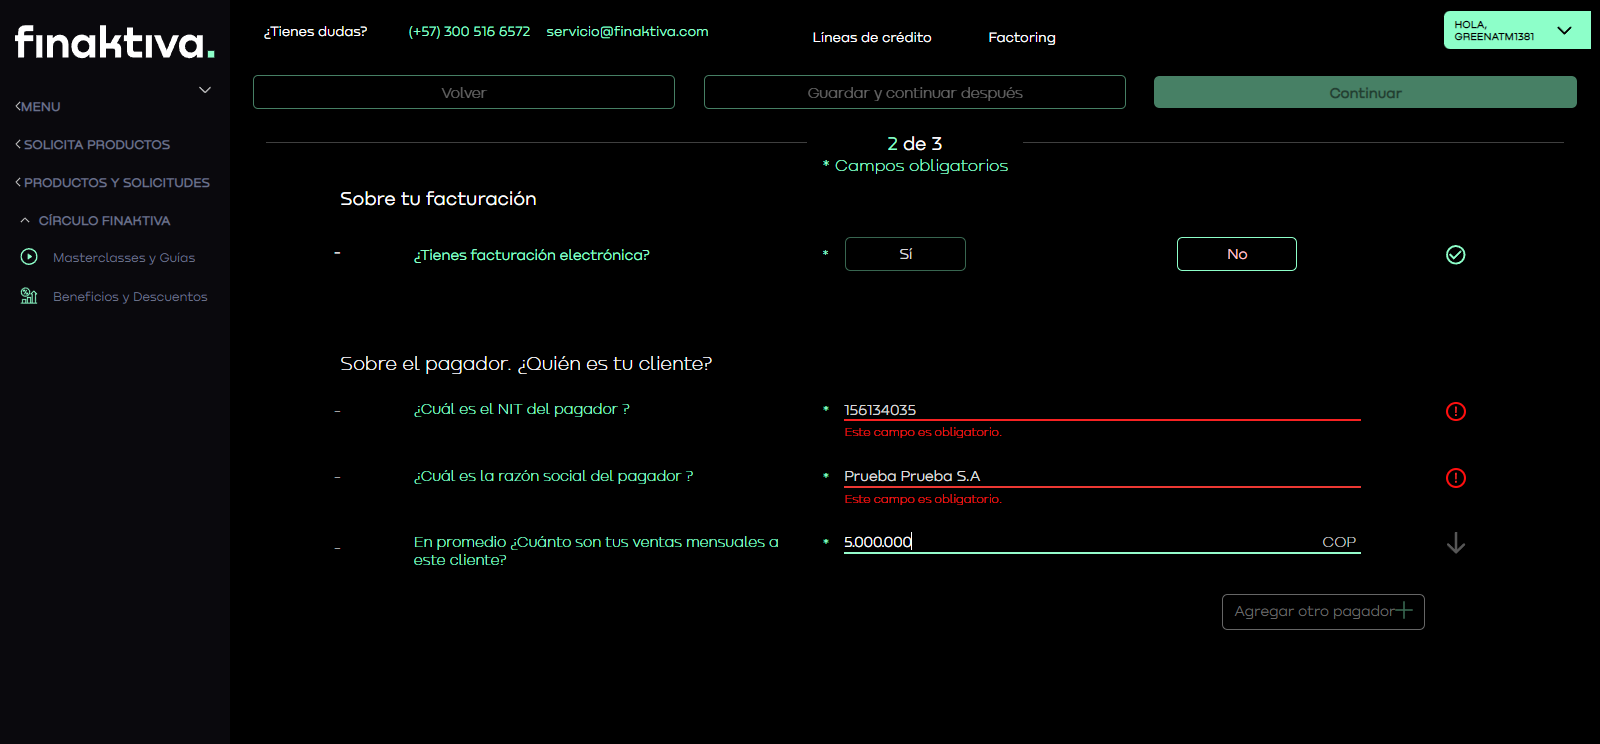 finaktiva.
¿Tienes dudas?
(+57) 300 516 6572
servicio@finaktiva.com
Líneas de crédito
Factoring
HOLA,
GREENATM1381
MENU
SOLICITA PRODUCTOS
PRODUCTOS Y SOLICITUDES
CÍRCULO FINAKTIVA
Masterclasses y Guías
Beneficios y Descuentos
Volver
Guardar y continuar después
Continuar
2 de 3
* Campos obligatorios
Sobre tu facturación
- ¿Tienes facturación electrónica? * Sí No
Sobre el pagador. ¿Quién es tu cliente?
- ¿Cuál es el NIT del pagador ? * 156134035
Este campo es obligatorio.
- ¿Cuál es la razón social del pagador ? * Prueba Prueba S.A
Este campo es obligatorio.
- En promedio ¿Cuánto son tus ventas mensuales a * 5.000.000 COP
este cliente?
Agregar otro pagador+